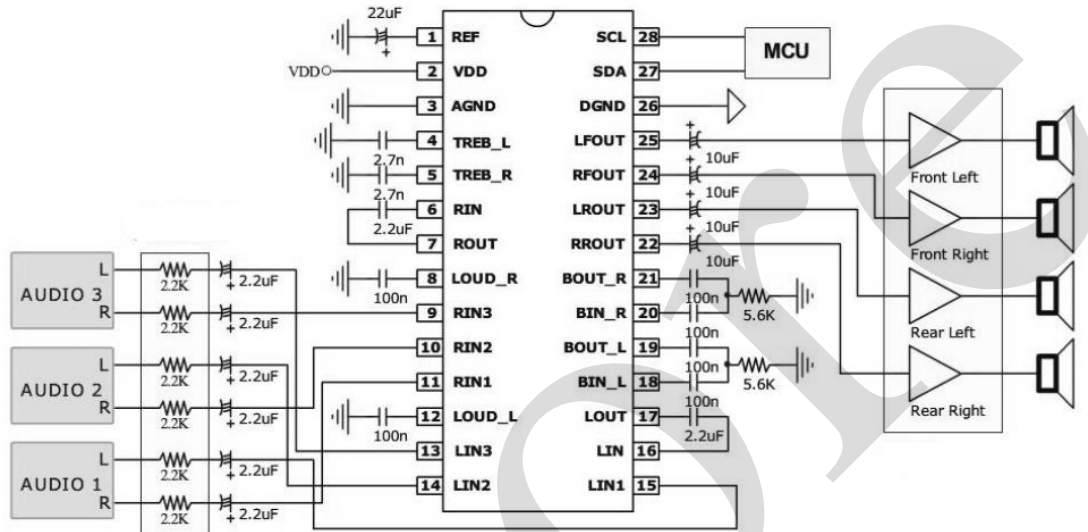 22uF
+
1 REF SCL 28
MCU
VDD 2 VDD SDA 27
3 AGND DGND 26
4 TREB_L LFOUT 25
+
2.7n
10uF
Front Left
5 TREB_R RFOUT 24
+
2.7n
10uF
6 RIN LROUT 23
+
2.2uF
10uF
Front Right
7 ROUT RROUT 22
+
10uF
8 LOUD_R BOUT_R 21
100n
100n
5.6K
9 RIN3 BIN_R 20
100n
Rear Left
10 RIN2 BOUT_L 19
100n
5.6K
11 RIN1 BIN_L 18
100n
Rear Right
12 LOUD_L LOUT 17
100n
2.2uF
13 LIN3 LIN 16
14 LIN2 LIN1 15
AUDIO 3
L
2.2K
+ 2.2uF
R
2.2K
+ 2.2uF
AUDIO 2
L
2.2K
+ 2.2uF
R
2.2K
+ 2.2uF
AUDIO 1
L
2.2K
+ 2.2uF
R
2.2K
+ 2.2uF
ore